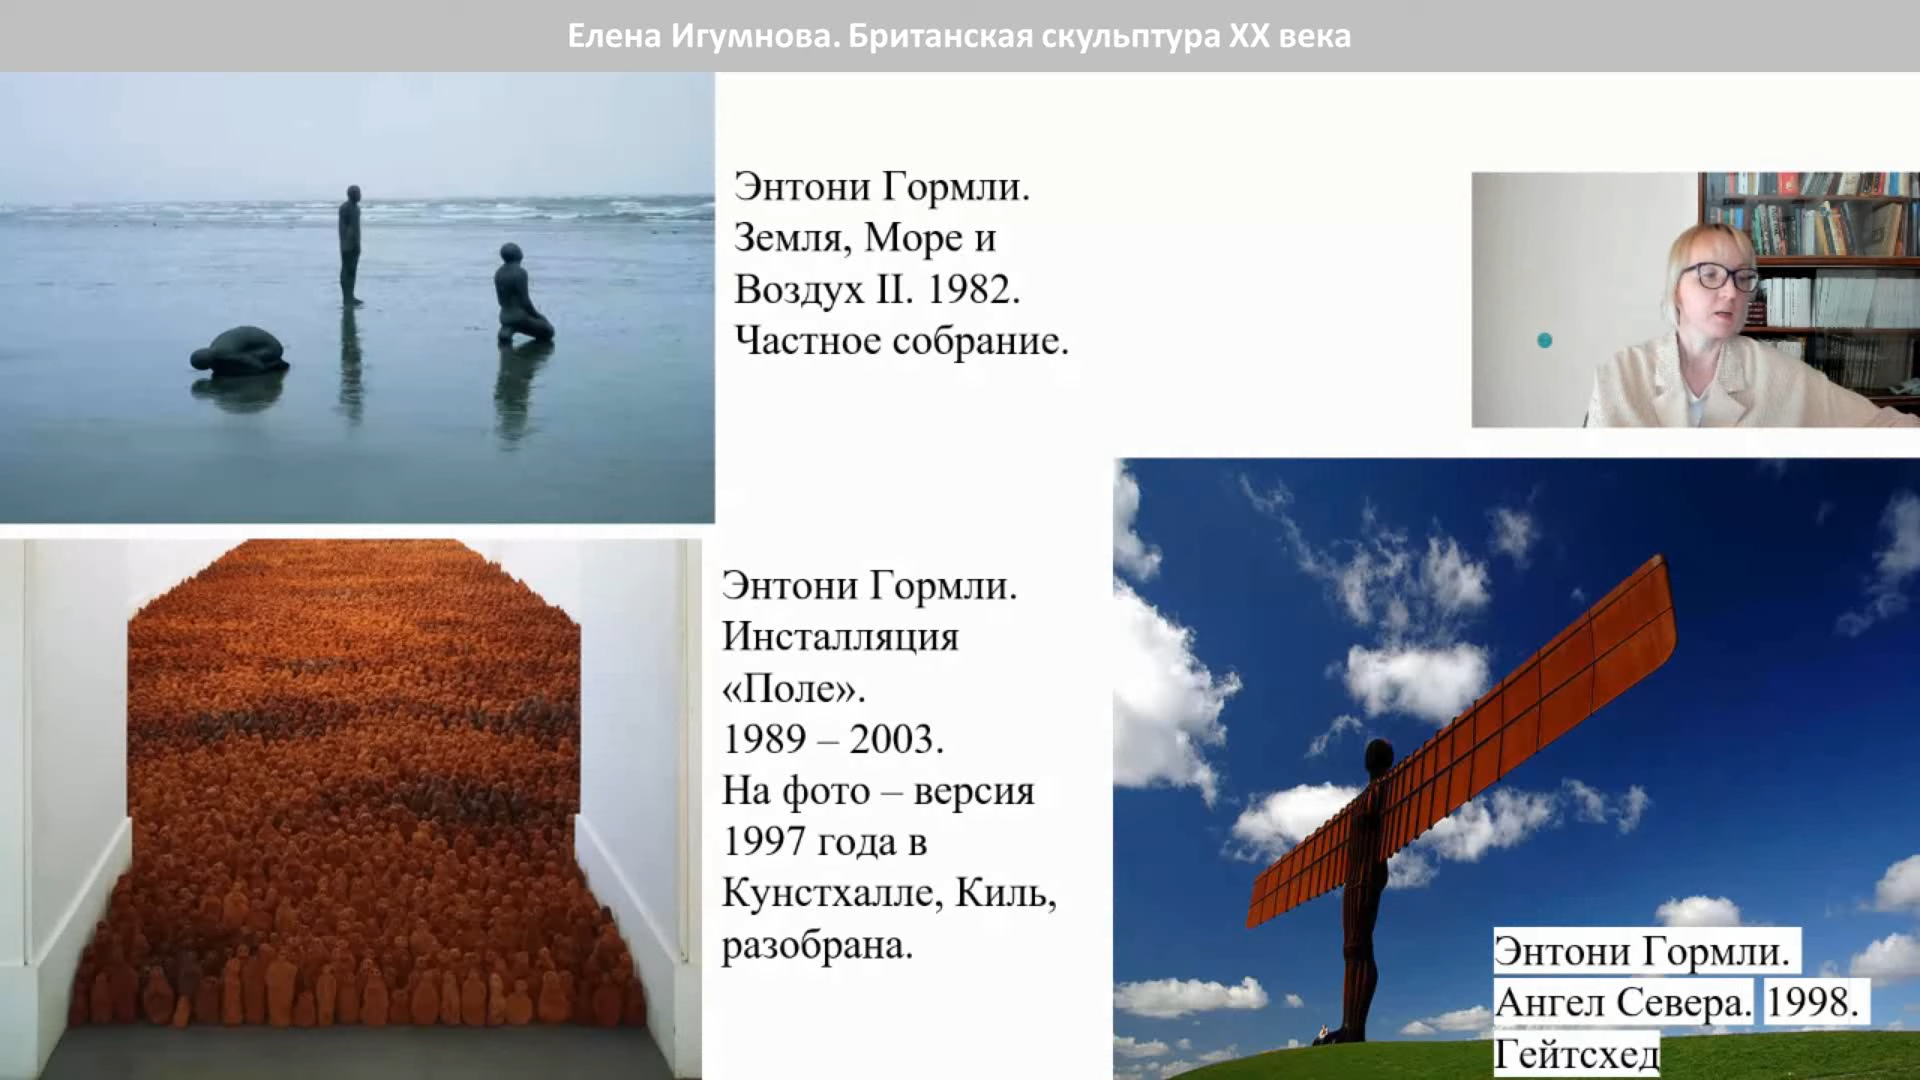 Елена Игумнова. Британская скульптура XX века
Энтони Гормли.
Земля, Море и
Воздух II. 1982.
Частное собрание.
Энтони Гормли.
Инсталляция
«Поле».
1989 – 2003.
На фото – версия
1997 года в
Кунстхалле, Киль,
разобрана.
Энтони Гормли.
Ангел Севера. 1998.
Гейтсхед